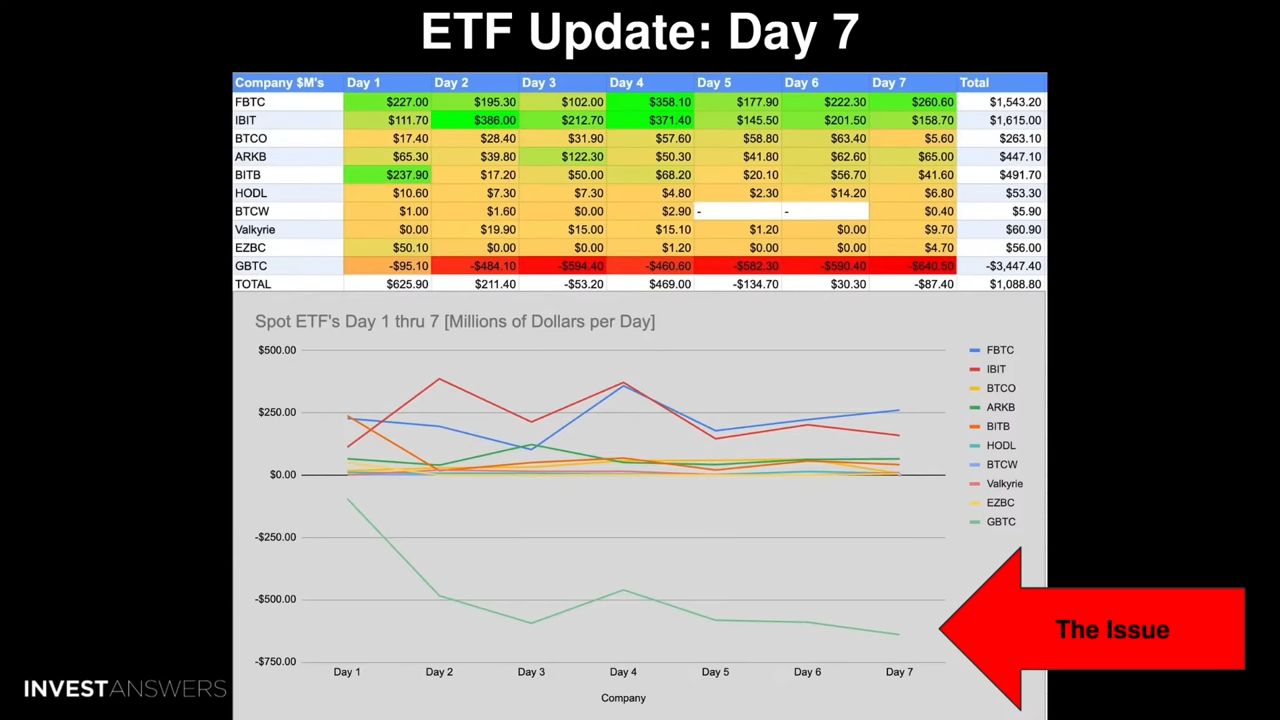 ETF Update: Day 7
Company $M's Day 1 Day 2 Day 3 Day 4 Day 5 Day 6 Day 7 Total
FBTC $227.00 $195.30 $102.00 $358.10 $177.90 $222.30 $260.60 $1,543.20
IBIT $111.70 $386.00 $212.70 $371.40 $145.50 $201.50 $158.70 $1,615.00
BTCO $17.40 $28.40 $31.90 $57.60 $58.80 $63.40 $5.60 $263.10
ARKB $65.30 $39.80 $122.30 $50.30 $41.80 $62.60 $65.00 $447.10
BITB $237.90 $17.20 $50.00 $68.20 $20.10 $56.70 $41.60 $491.70
HODL $10.60 $7.30 $7.30 $4.80 $2.30 $14.20 $6.80 $53.30
BTCW $1.00 $1.60 $0.00 $2.90 - - $0.40 $5.90
Valkyrie $0.00 $19.90 $15.00 $15.10 $1.20 $0.00 $9.70 $60.90
EZBC $50.10 $0.00 $0.00 $1.20 $0.00 $0.00 $4.70 $56.00
GBTC -$95.10 -$484.10 -$594.40 -$460.60 -$582.30 -$590.40 -$640.50 -$3,447.40
TOTAL $625.90 $211.40 -$53.20 $469.00 -$134.70 $30.30 -$87.40 $1,088.80
Spot ETF's Day 1 thru 7 [Millions of Dollars per Day]
$500.00
$250.00
$0.00
-$250.00
-$500.00
-$750.00
Day 1 Day 2 Day 3 Day 4 Day 5 Day 6 Day 7
Company
FBTC
IBIT
BTCO
ARKB
BITB
HODL
BTCW
Valkyrie
EZBC
GBTC
The Issue
INVESTANSWERS